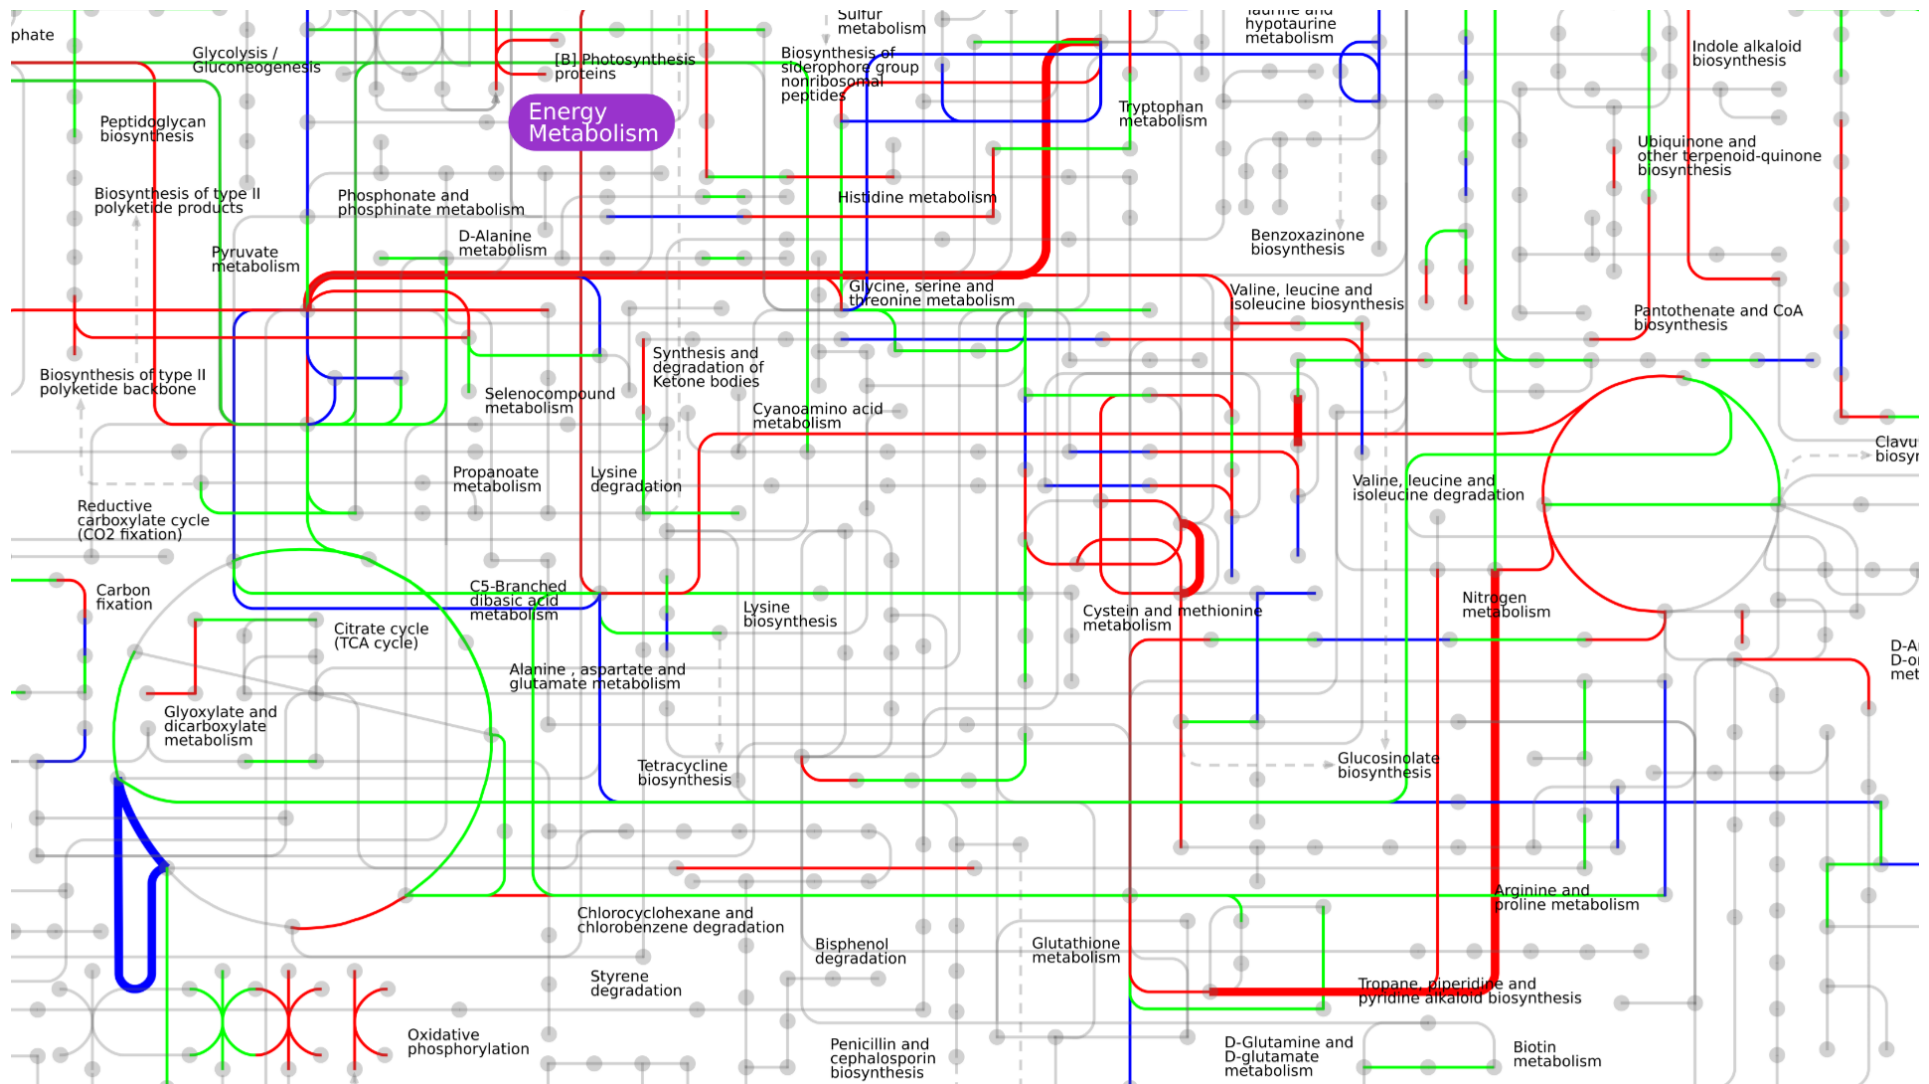 phate
Glycolysis /
Gluconeogenesis
[B] Photosynthesis
proteins
Sulfur
metabolism
Biosynthesis of
siderophore group
nonribosomal
peptides
Taurine and
hypotaurine
metabolism
Indole alkaloid
biosynthesis
Energy
Metabolism
Peptidoglycan
biosynthesis
Tryptophan
metabolism
Ubiquinone and
other terpenoid-quinone
biosynthesis
Biosynthesis of type II
polyketide products
Phosphonate and
phosphinate metabolism
Histidine metabolism
D-Alanine
metabolism
Benzoxazinone
biosynthesis
Pyruvate
metabolism
Glycine, serine and
threonine metabolism
Valine, leucine and
isoleucine biosynthesis
Pantothenate and CoA
biosynthesis
Synthesis and
degradation of
Ketone bodies
Biosynthesis of type II
polyketide backbone
Selenocompound
metabolism
Cyanoamino acid
metabolism
Clavu
biosyn
Propanoate
metabolism
Lysine
degradation
Valine, leucine and
isoleucine degradation
Reductive
carboxylate cycle
(CO2 fixation)
Carbon
fixation
C5-Branched
dibasic acid
metabolism
Lysine
biosynthesis
Cystein and methionine
metabolism
Nitrogen
metabolism
Citrate cycle
(TCA cycle)
Alanine , aspartate and
glutamate metabolism
D-A
D-o
met
Glyoxylate and
dicarboxylate
metabolism
Tetracycline
biosynthesis
Glucosinolate
biosynthesis
Arginine and
proline metabolism
Chlorocyclohexane and
chlorobenzene degradation
Bisphenol
degradation
Glutathione
metabolism
Styrene
degradation
Tropane, piperidine and
pyridine alkaloid biosynthesis
Oxidative
phosphorylation
Penicillin and
cephalosporin
biosynthesis
D-Glutamine and
D-glutamate
metabolism
Biotin
metabolism